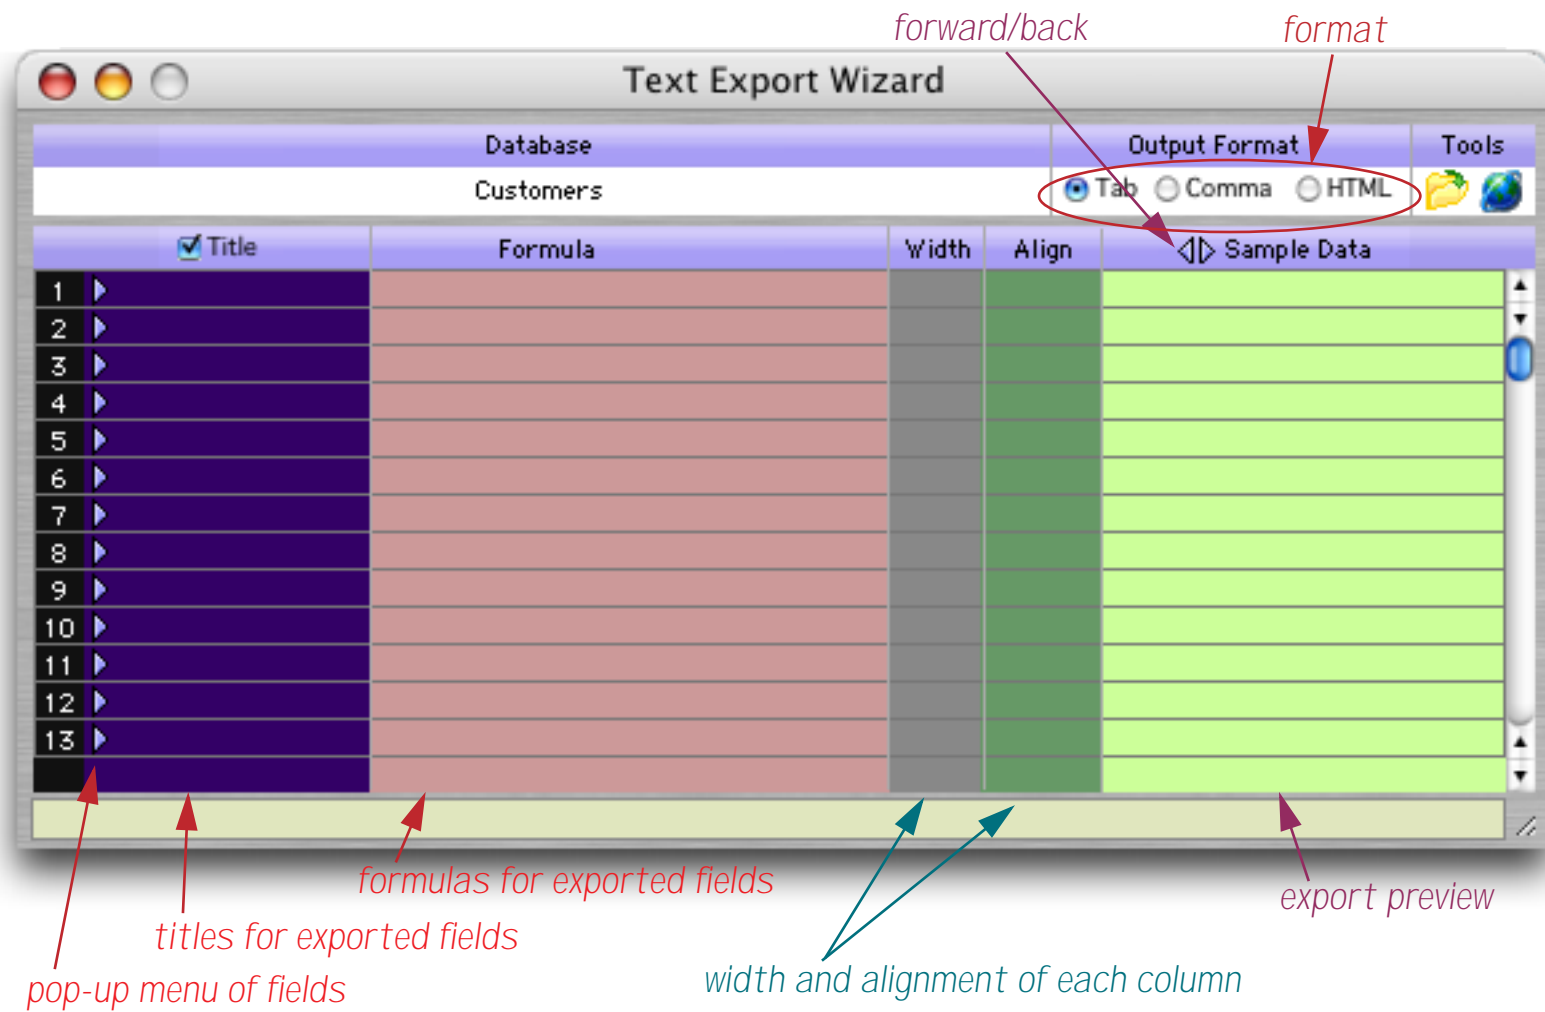 forward/back format
Text Export Wizard
Database Output Format Tools
Customers Tab Comma HTML
Title Formula Width Align Sample Data
1
2
3
4
5
6
7
8
9
10
11
12
13
formulas for exported fields
export preview
titles for exported fields
width and alignment of each column
pop-up menu of fields